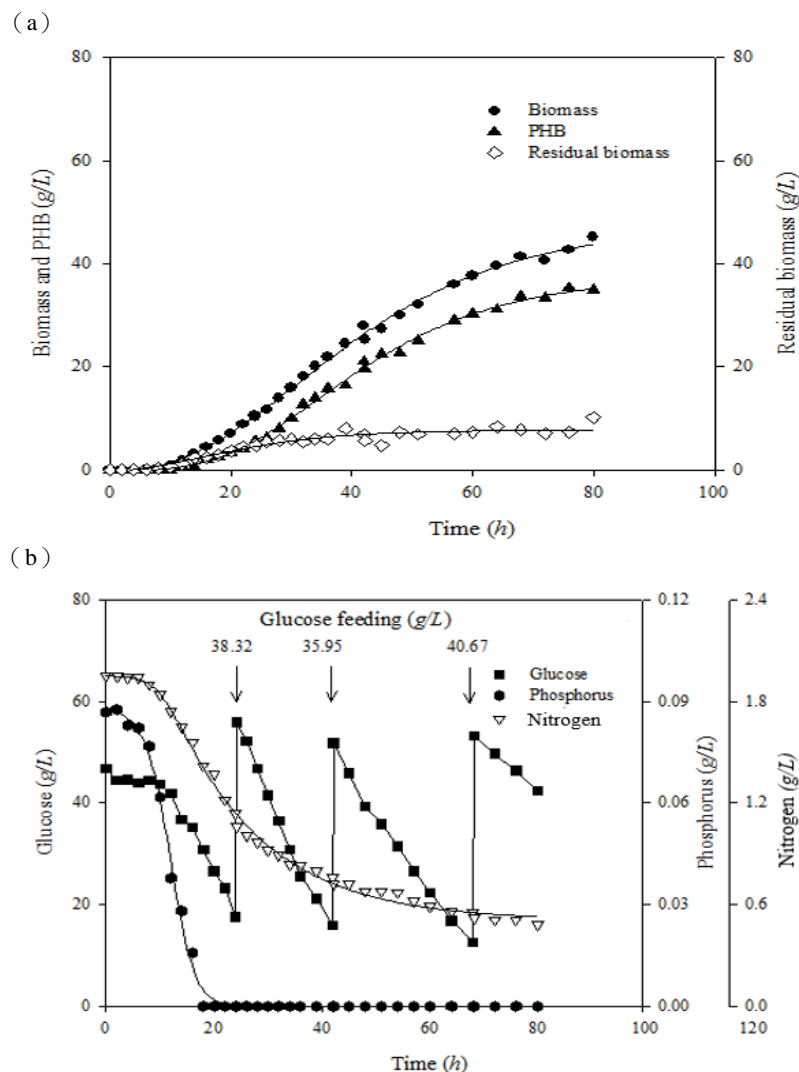 (a)
80
60
40
20
0
Biomass and PHB (g/L)
Biomass
PHB
Residual biomass
80
60
40
20
0
Residual biomass (g/L)
0 20 40 60 80 100
Time (h)
(b)
80
60
40
20
0
Glucose (g/L)
Glucose feeding (g/L)
38.32 35.95 40.67
Glucose
Phosphorus
Nitrogen
0.12
0.09
0.06
0.03
0.00
Phosphorus (g/L)
2.4
1.8
1.2
0.6
0.0
Nitrogen (g/L)
0 20 40 60 80 100 120
Time (h)